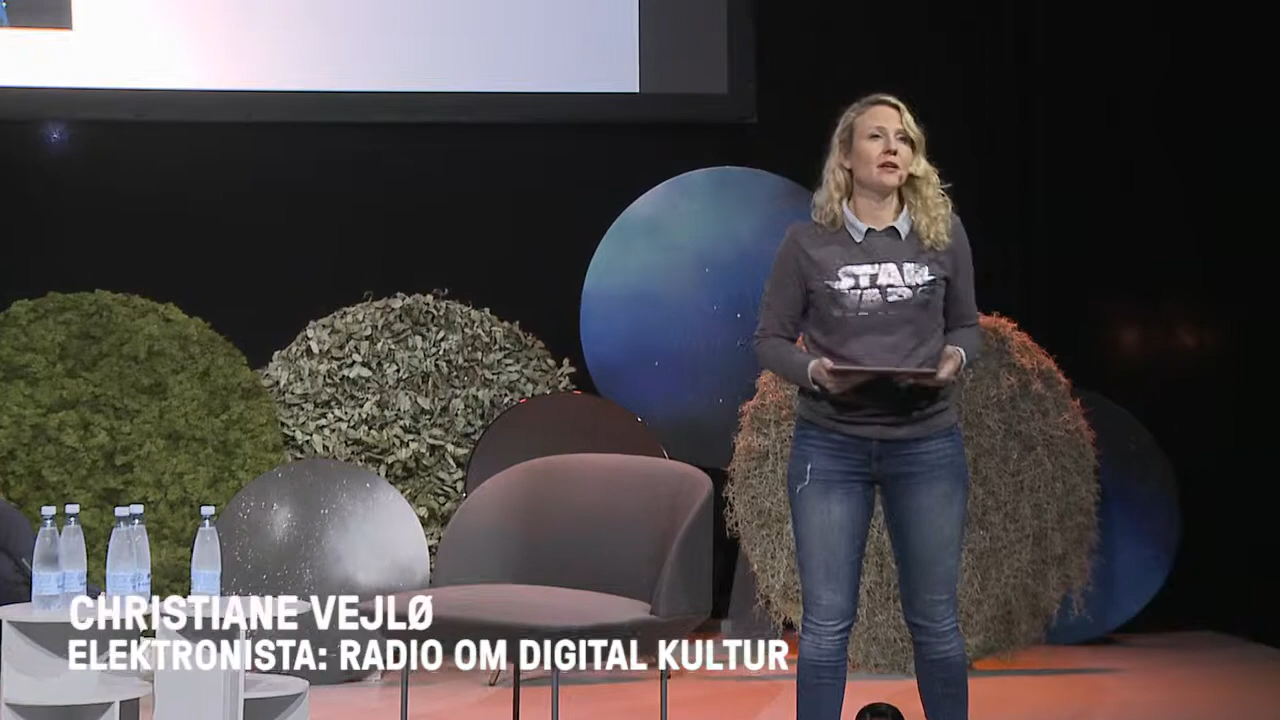 STAR
WARS
CHRISTIANE VEJLØ
ELEKTRONISTA: RADIO OM DIGITAL KULTUR